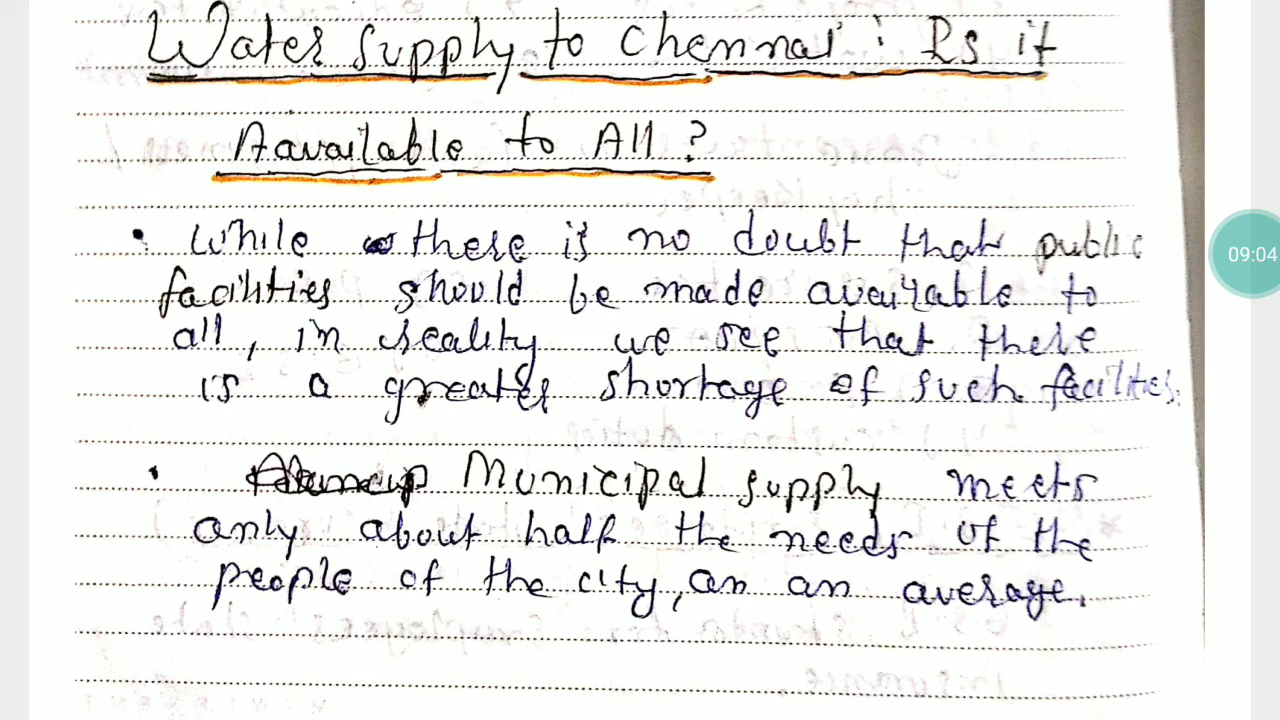 Water supply to Chennai : Is it
Aavailable to All ?
• While there is no doubt that public
facilities should be made available to
all, in reality we see that there
is a greater shortage of such facilities.
• Municipal supply meets
only about half the needs of the
people of the city, on an average.
09:04